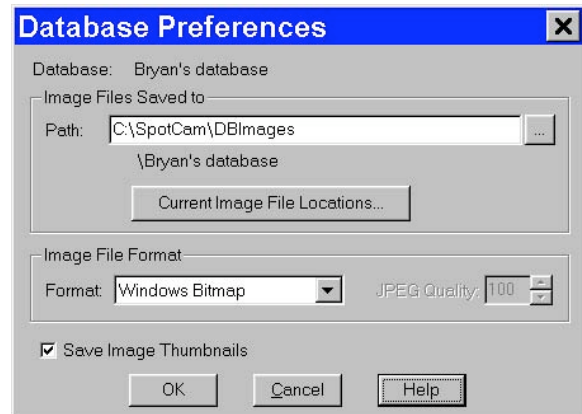 Database Preferences
Database: Bryan's database
Image Files Saved to
Path: C:\SpotCam\DBImages ...
\Bryan's database
Current Image File Locations...
Image File Format
Format: Windows Bitmap JPEG Quality: 100
Save Image Thumbnails
OK Cancel Help